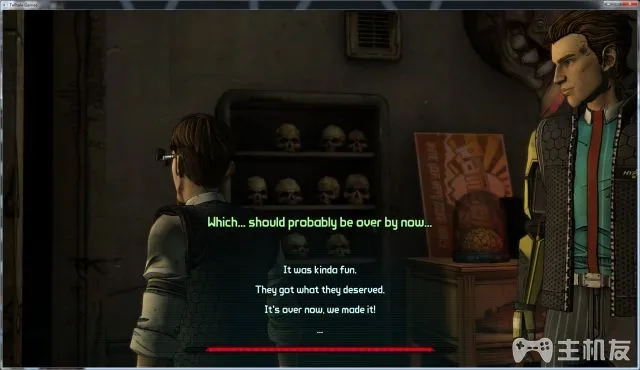 Telltale Games
Which... should probably be over by now...
It was kinda fun.
They got what they deserved.
It's over now, we made it!
...
主机友